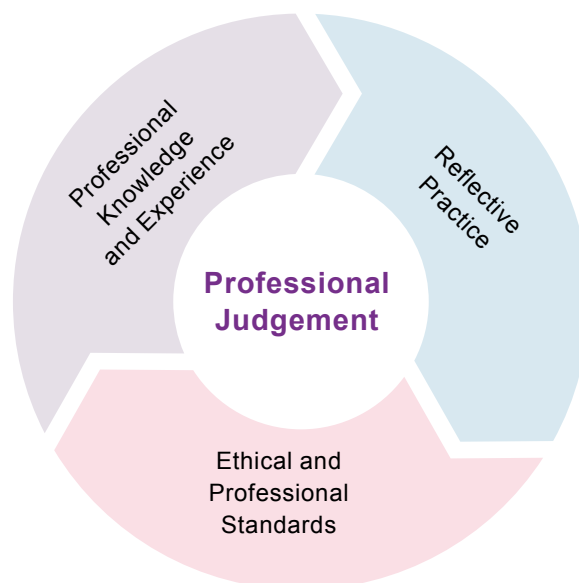 Professional
Knowledge
and Experience
Reflective
Practice
Professional
Judgement
Ethical and
Professional
Standards